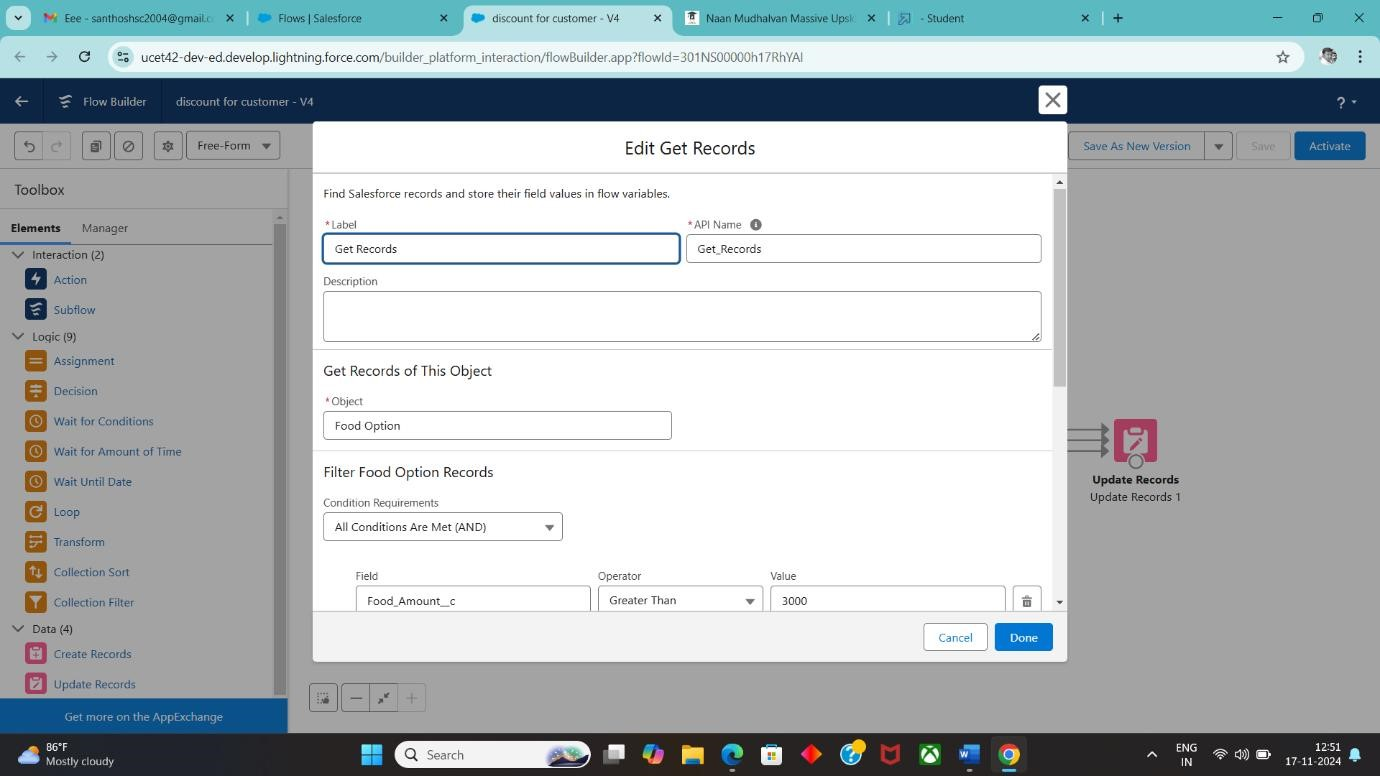 Eee - santhoshsc2004@gmail.c
Flows | Salesforce
discount for customer - V4
Naan Mudhalvan Massive Upsk
- Student
ucet42-dev-ed.develop.lightning.force.com/builder_platform_interaction/flowBuilder.app?flowId=301NS00000h17RhYAI
Flow Builder
discount for customer - V4
?
Free-Form
Save As New Version
Save
Activate
Toolbox
Elements
Manager
Interaction (2)
Action
Subflow
Logic (9)
Assignment
Decision
Wait for Conditions
Wait for Amount of Time
Wait Until Date
Loop
Transform
Collection Sort
Collection Filter
Data (4)
Create Records
Update Records
Get more on the AppExchange
Edit Get Records
Find Salesforce records and store their field values in flow variables.
*Label
*API Name
Get Records
Get_Records
Description
Get Records of This Object
*Object
Food Option
Filter Food Option Records
Condition Requirements
All Conditions Are Met (AND)
Field
Operator
Value
Food_Amount__c
Greater Than
3000
Cancel
Done
Update Records
Update Records 1
86°F
Mostly cloudy
Search
ENG
IN
12:51
17-11-2024